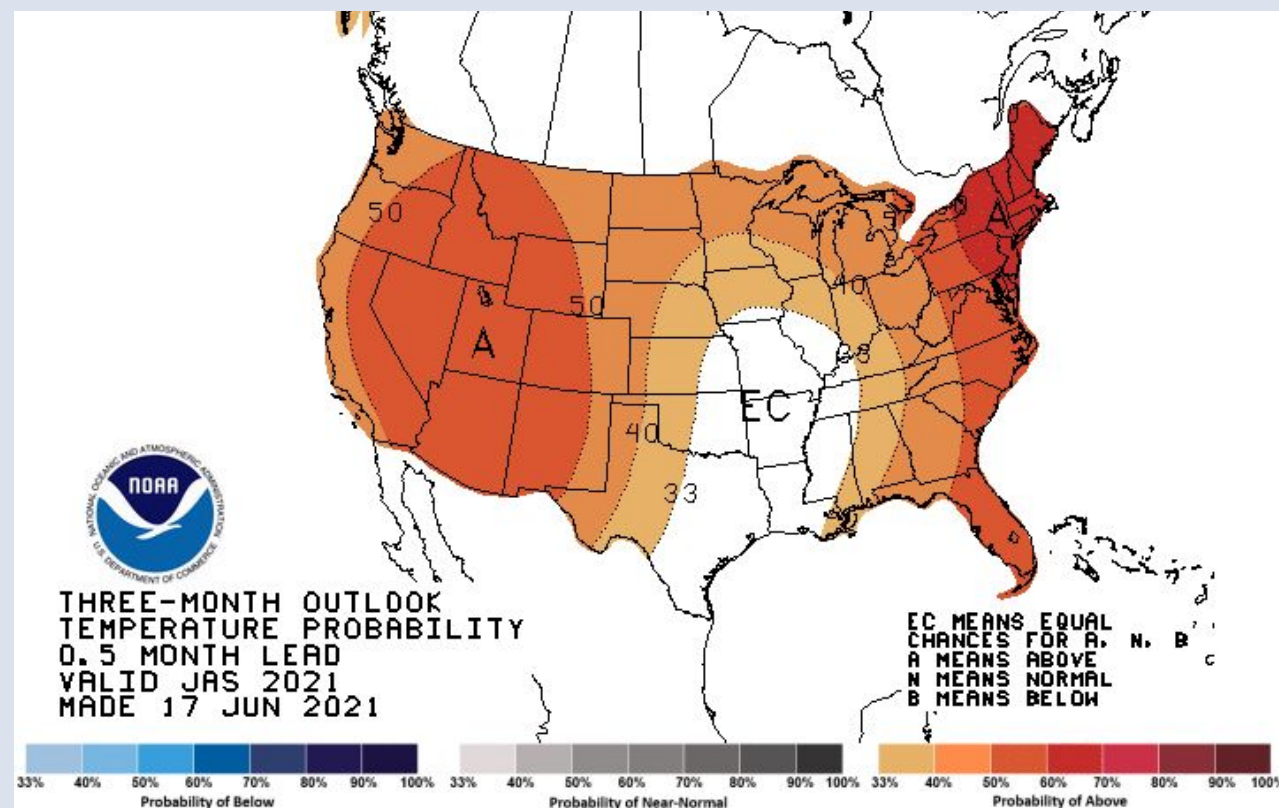 50
50
A
40
33
EC
40
A
NATIONAL OCEANIC AND ATMOSPHERIC ADMINISTRATION
NOAA
U.S. DEPARTMENT OF COMMERCE
THREE-MONTH OUTLOOK
TEMPERATURE PROBABILITY
0.5 MONTH LEAD
VALID JAS 2021
MADE 17 JUN 2021
EC MEANS EQUAL
CHANCES FOR A, N, B
A MEANS ABOVE
N MEANS NORMAL
B MEANS BELOW
33% 40% 50% 60% 70% 80% 90% 100%
Probability of Below
33% 40% 50% 60% 70% 80% 90% 100%
Probability of Near-Normal
33% 40% 50% 60% 70% 80% 90% 100%
Probability of Above